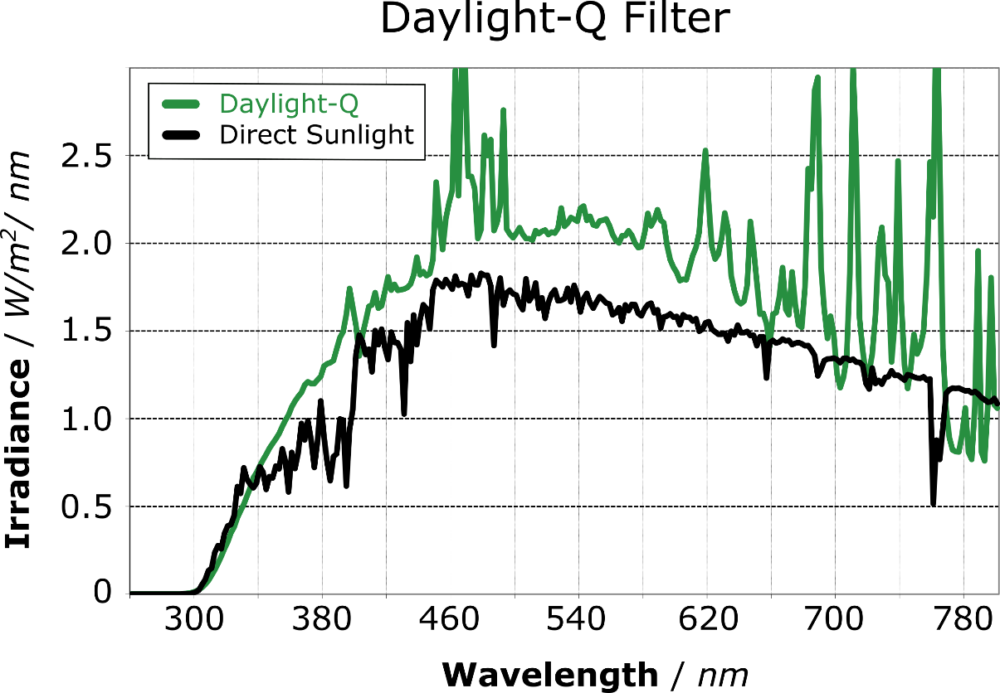 Daylight-Q Filter
Daylight-Q
Direct Sunlight
Irradiance / W/m²/ nm
2.5
2.0
1.5
1.0
0.5
0
300 380 460 540 620 700 780
Wavelength / nm